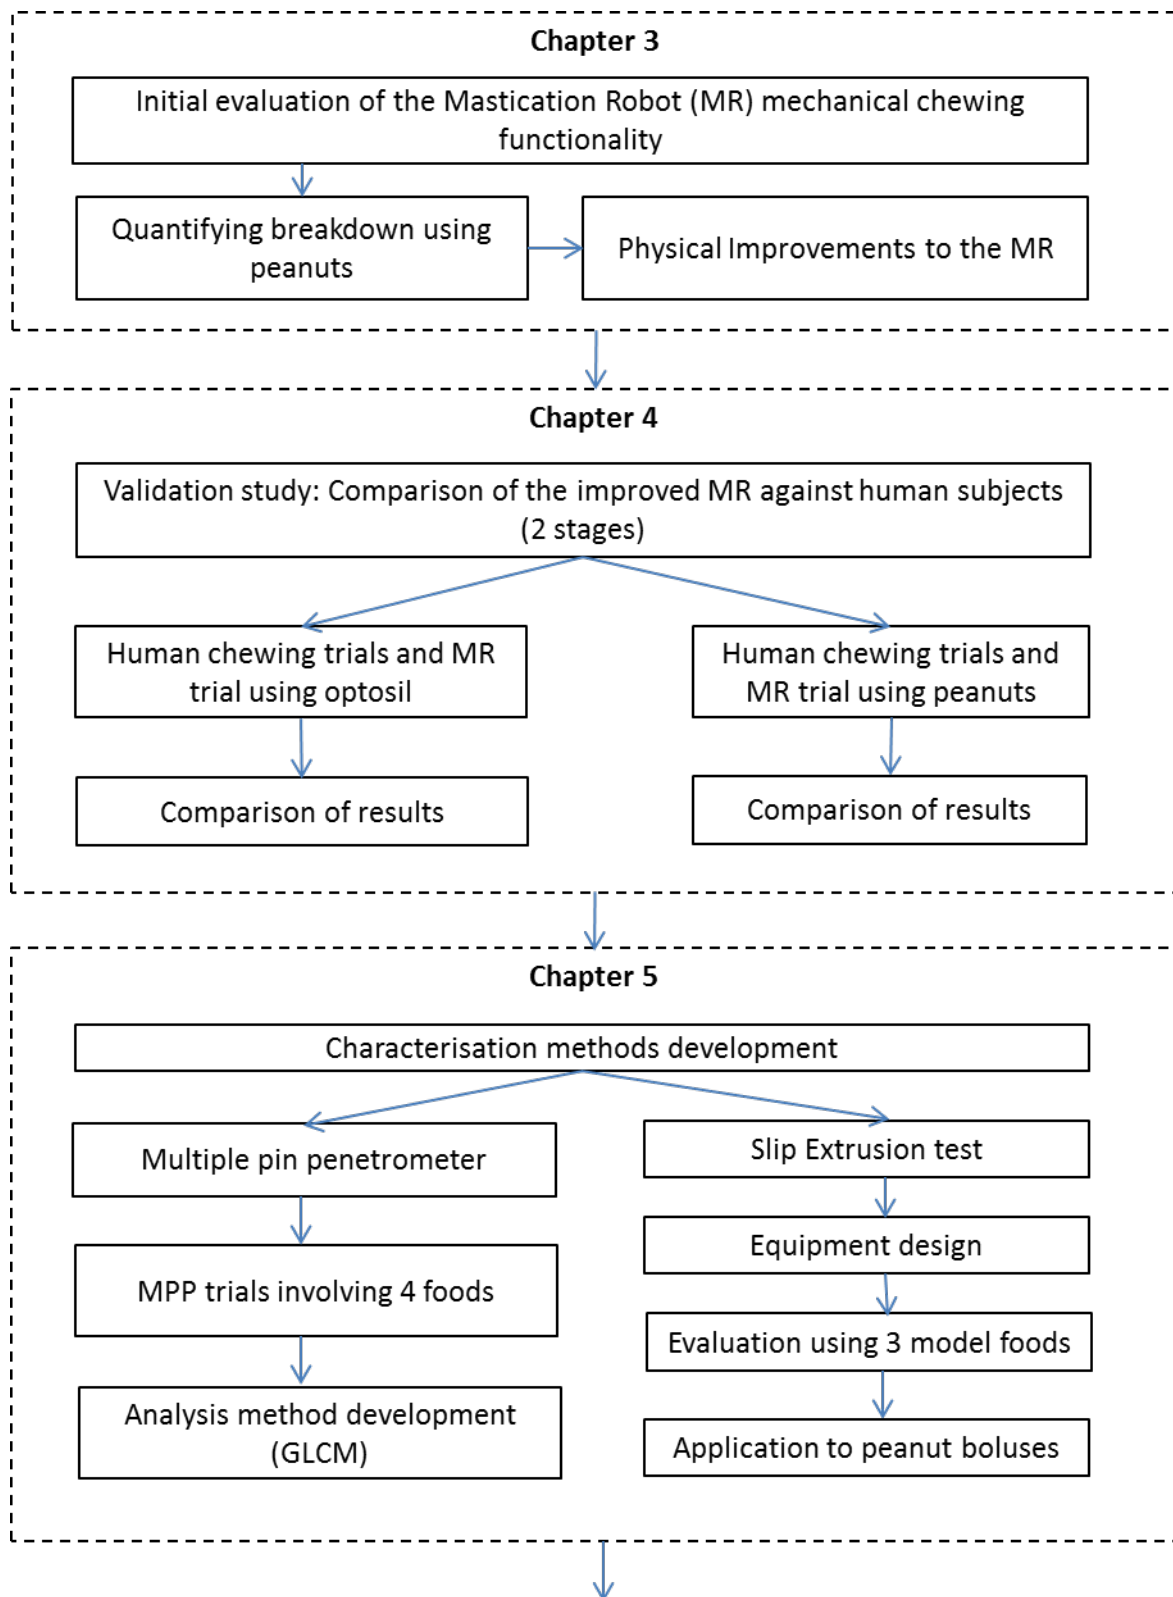 Chapter 3
Initial evaluation of the Mastication Robot (MR) mechanical chewing
functionality
Quantifying breakdown using
peanuts
Physical Improvements to the MR
Chapter 4
Validation study: Comparison of the improved MR against human subjects
(2 stages)
Human chewing trials and MR
trial using optosil
Human chewing trials and
MR trial using peanuts
Comparison of results
Comparison of results
Chapter 5
Characterisation methods development
Multiple pin penetrometer
MPP trials involving 4 foods
Analysis method development
(GLCM)
Slip Extrusion test
Equipment design
Evaluation using 3 model foods
Application to peanut boluses